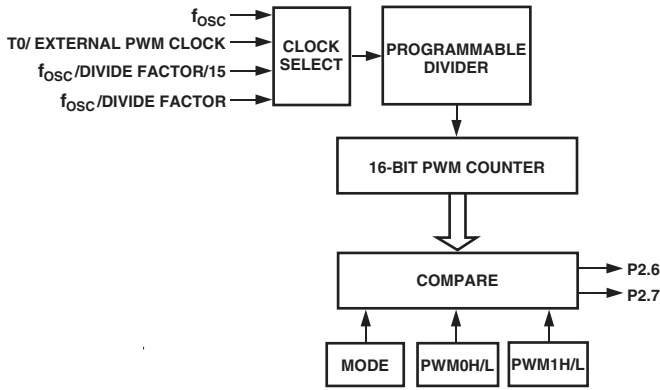 fOSC
T0/ EXTERNAL PWM CLOCK
fOSC/DIVIDE FACTOR/15
fOSC/DIVIDE FACTOR
CLOCK
SELECT
PROGRAMMABLE
DIVIDER
16-BIT PWM COUNTER
COMPARE
P2.6
P2.7
MODE
PWM0H/L
PWM1H/L